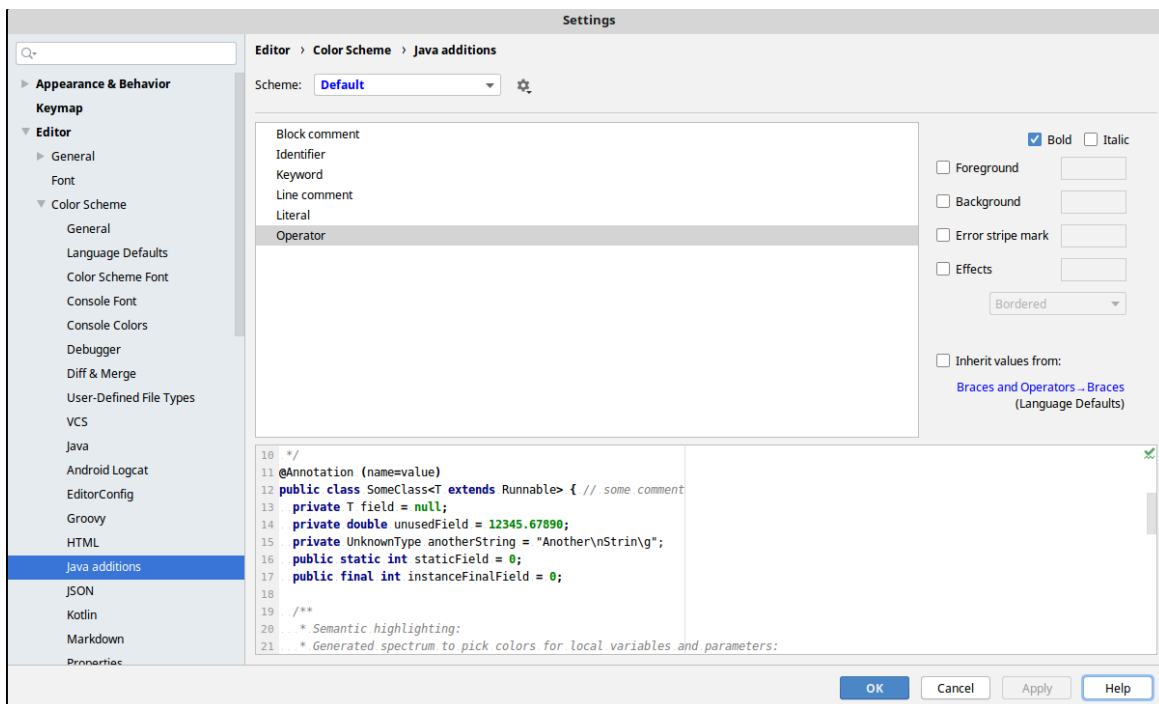 Settings
Editor › Color Scheme › Java additions
Scheme: Default
Appearance & Behavior
Keymap
Editor
General
Font
Color Scheme
General
Language Defaults
Color Scheme Font
Console Font
Console Colors
Debugger
Diff & Merge
User-Defined File Types
VCS
Java
Android Logcat
EditorConfig
Groovy
HTML
Java additions
JSON
Kotlin
Markdown
Properties
Block comment
Identifier
Keyword
Line comment
Literal
Operator
Bold Italic
Foreground
Background
Error stripe mark
Effects
Bordered
Inherit values from:
Braces and Operators→Braces
(Language Defaults)
10 */
11 @Annotation (name=value)
12 public class SomeClass<T extends Runnable> { // some comment
13 private T field = null;
14 private double unusedField = 12345.67890;
15 private UnknownType anotherString = "Another\nStrin\g";
16 public static int staticField = 0;
17 public final int instanceFinalField = 0;
18
19 /**
20 * Semantic highlighting:
21 * Generated spectrum to pick colors for local variables and parameters:
OK Cancel Apply Help